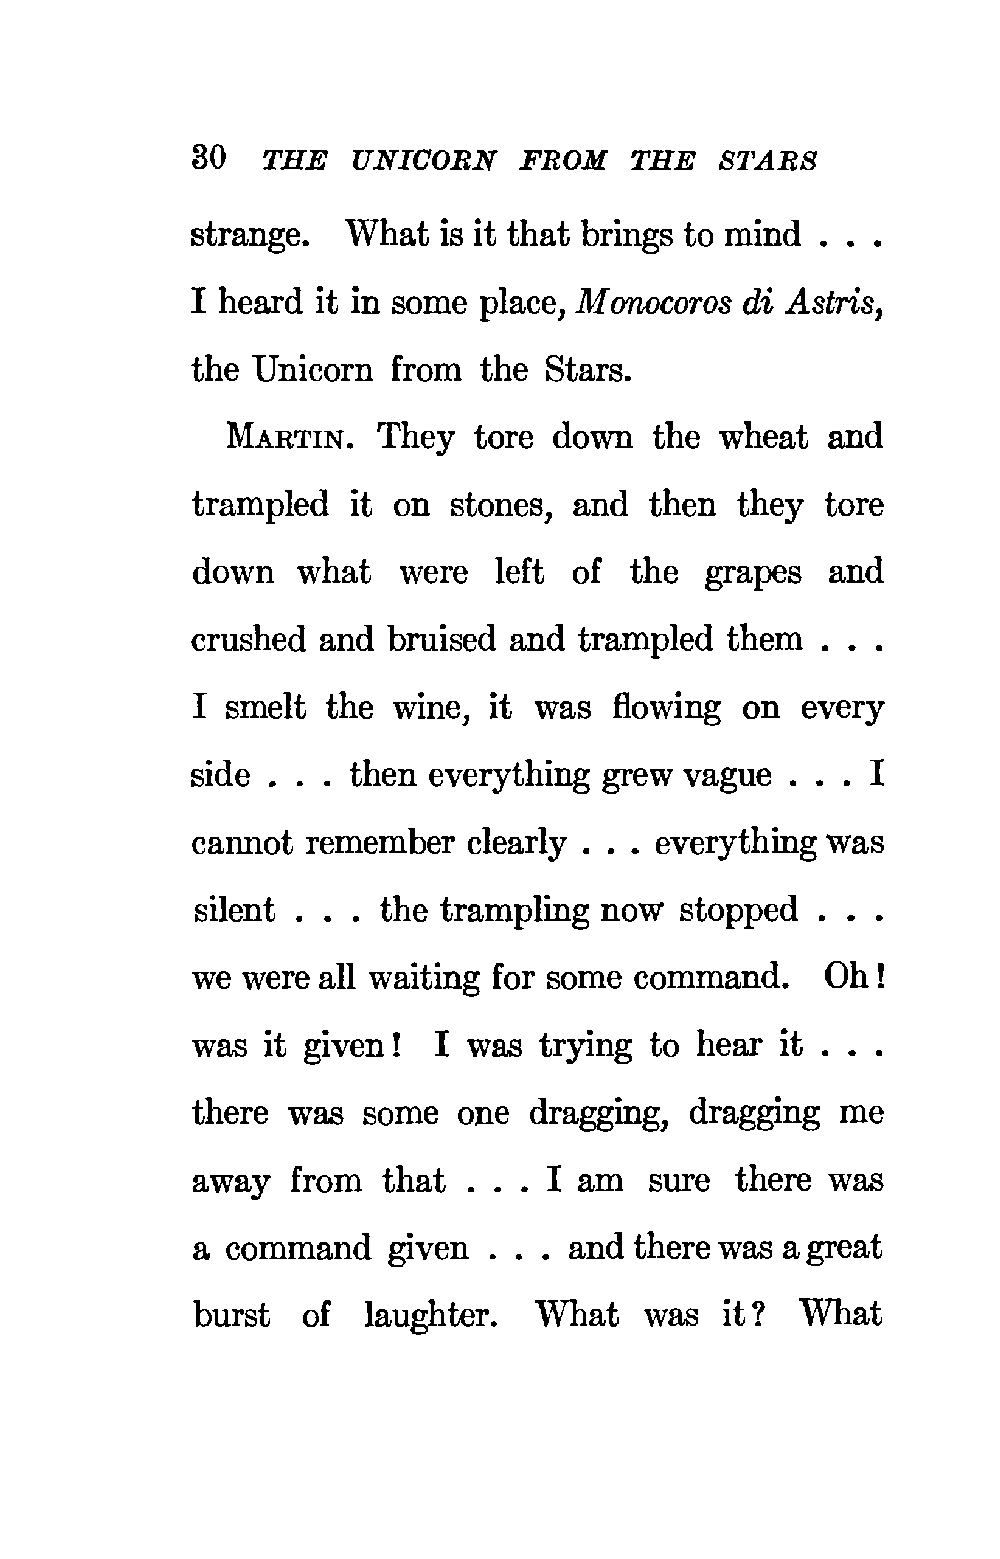 30 THE UNICORN FROM THE STARS
strange. What is it that brings to mind . . .
I heard it in some place, Monocoros di Astris,
the Unicorn from the Stars.
MARTIN. They tore down the wheat and
trampled it on stones, and then they tore
down what were left of the grapes and
crushed and bruised and trampled them . . .
I smelt the wine, it was flowing on every
side . . . then everything grew vague . . . I
cannot remember clearly . . . everything was
silent . . . the trampling now stopped . . .
we were all waiting for some command. Oh!
was it given! I was trying to hear it . . .
there was some one dragging, dragging me
away from that . . . I am sure there was
a command given . . . and there was a great
burst of laughter. What was it? What